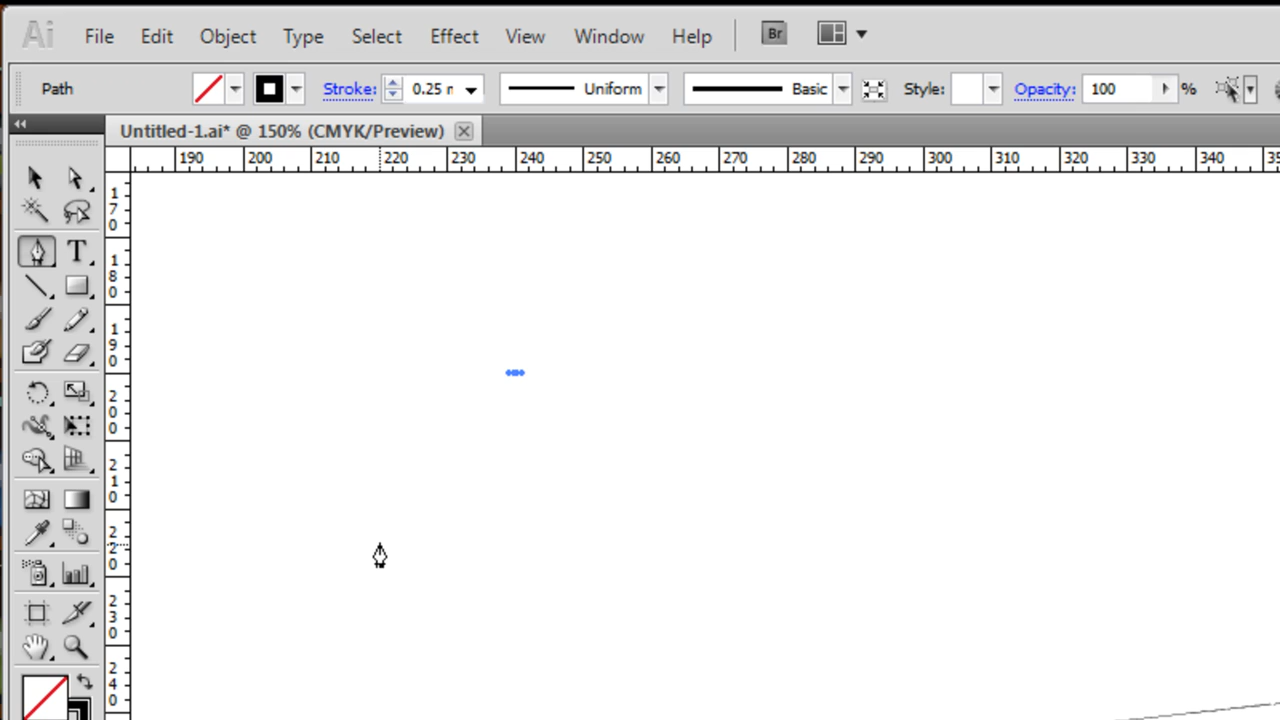 Ai File Edit Object Type Select Effect View Window Help Br
Path Stroke: 0.25 Uniform Basic Style: Opacity: 100 %
Untitled-1.ai* @ 150% (CMYK/Preview)
190 200 210 220 230 240 250 260 270 280 290 300 310 320 330 340
170
180
190
200
210
220
230
240
T